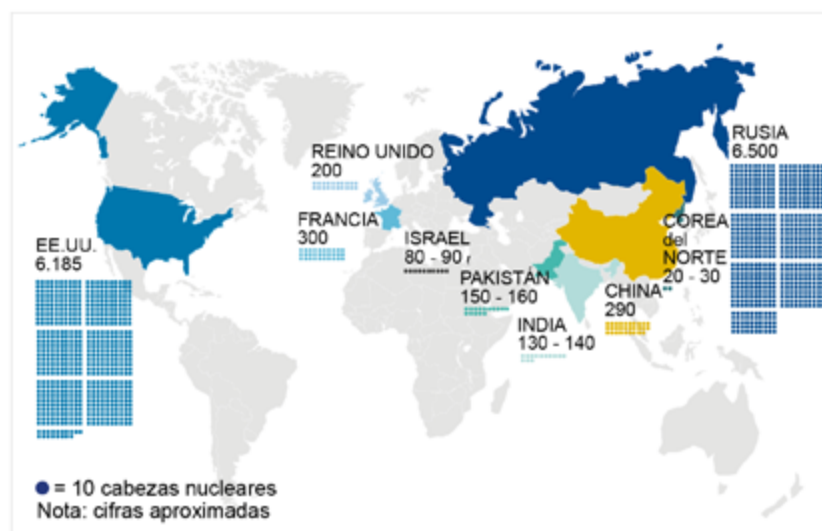 REINO UNIDO
200
FRANCIA
300
ISRAEL
80 - 90
RUSIA
6.500
EE.UU.
6.185
PAKISTÁN
150 - 160
INDIA
130 - 140
CHINA
290
COREA
del
NORTE
20 - 30
= 10 cabezas nucleares
Nota: cifras aproximadas